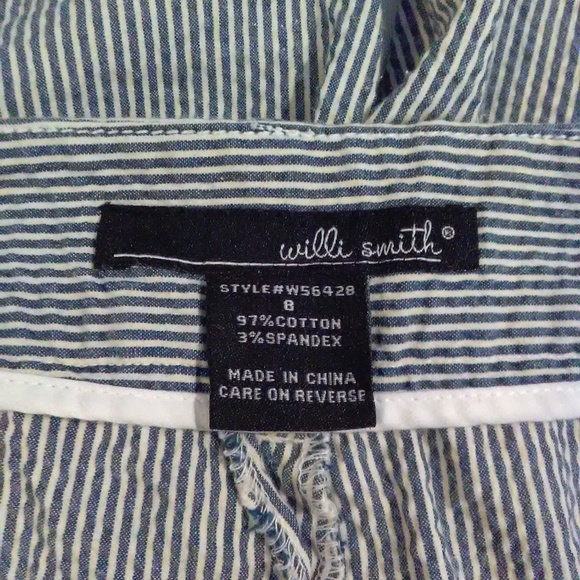 willi smith®
STYLE#W56428
8
97%COTTON
3%SPANDEX
MADE IN CHINA
CARE ON REVERSE